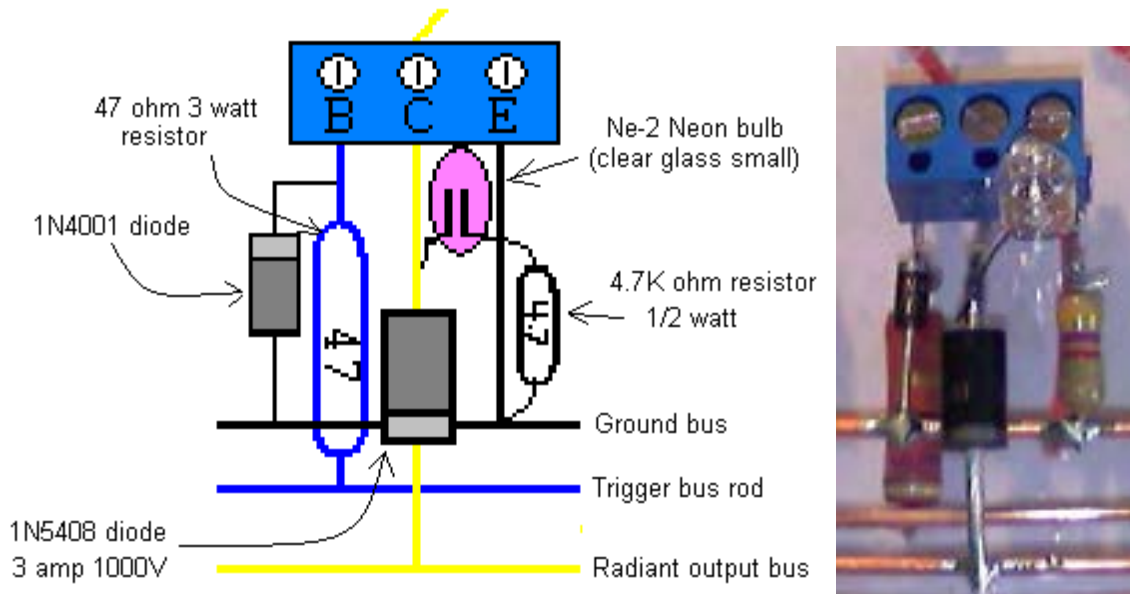 B C E
47 ohm 3 watt
resistor
Ne-2 Neon bulb
(clear glass small)
1N4001 diode
4.7K ohm resistor
1/2 watt
47
4.7
Ground bus
Trigger bus rod
1N5408 diode
3 amp 1000V
Radiant output bus